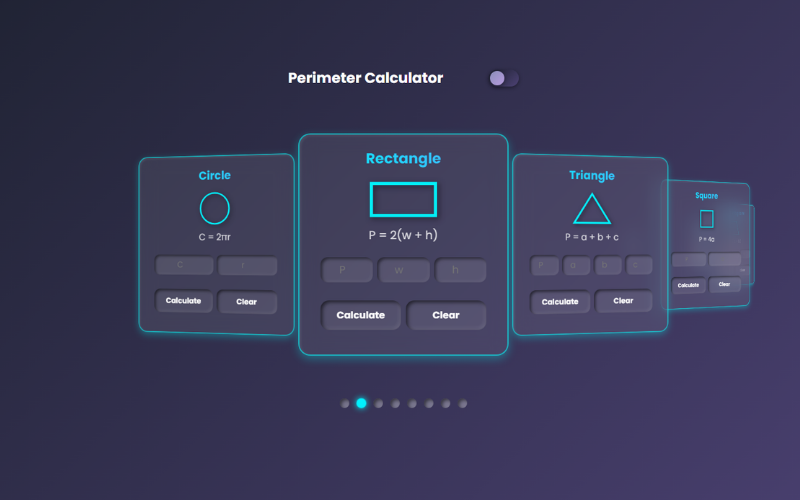 Perimeter Calculator
Circle
C = 2πr
C r
Calculate Clear
Rectangle
P = 2(w + h)
P w h
Calculate Clear
Triangle
P = a + b + c
P a b c
Calculate Clear
Square
P = 4a
Calculate Clear